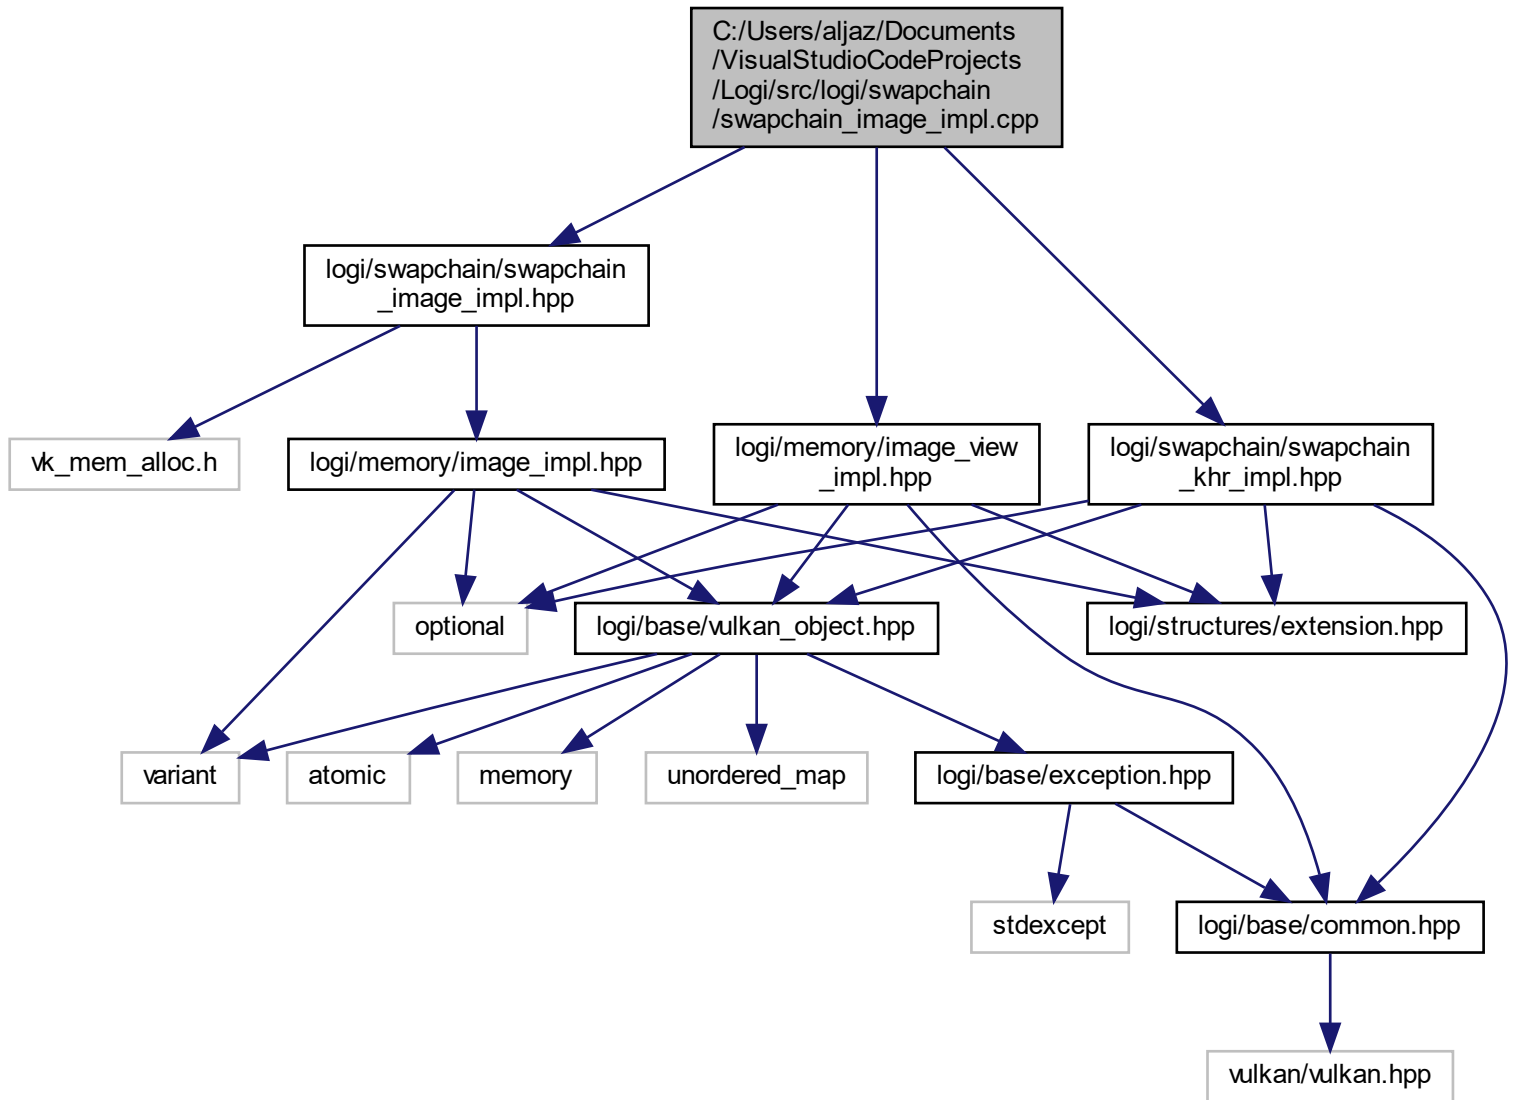 C:/Users/aljaz/Documents
/VisualStudioCodeProjects
/Logi/src/logi/swapchain
/swapchain_image_impl.cpp
logi/swapchain/swapchain
_image_impl.hpp
vk_mem_alloc.h
logi/memory/image_impl.hpp
logi/memory/image_view
_impl.hpp
logi/swapchain/swapchain
_khr_impl.hpp
optional
logi/base/vulkan_object.hpp
logi/structures/extension.hpp
variant
atomic
memory
unordered_map
logi/base/exception.hpp
stdexcept
logi/base/common.hpp
vulkan/vulkan.hpp